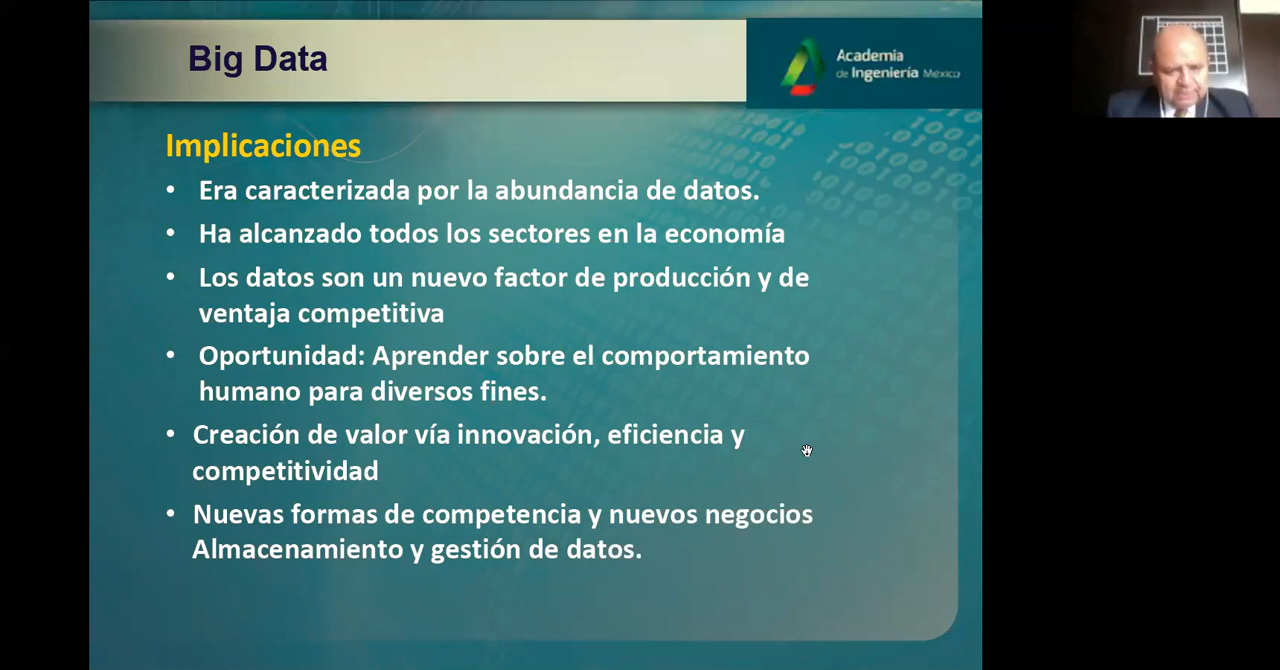 Big Data
Academia
de Ingeniería México
Implicaciones
• Era caracterizada por la abundancia de datos.
• Ha alcanzado todos los sectores en la economía
• Los datos son un nuevo factor de producción y de
ventaja competitiva
• Oportunidad: Aprender sobre el comportamiento
humano para diversos fines.
• Creación de valor vía innovación, eficiencia y
competitividad
• Nuevas formas de competencia y nuevos negocios
Almacenamiento y gestión de datos.